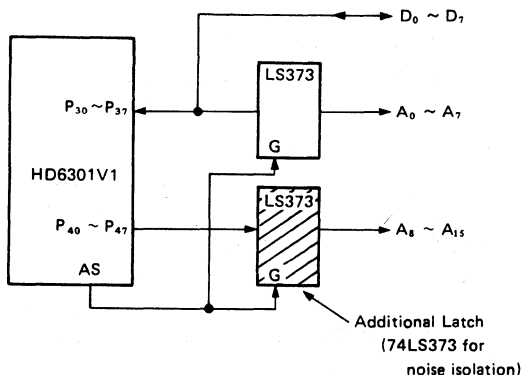 D₀ ~ D₇
LS373
P₃₀ ~ P₃₇
A₀ ~ A₇
G
HD6301V1
LS373
P₄₀ ~ P₄₇
A₈ ~ A₁₅
AS
G
Additional Latch
(74LS373 for
noise isolation)